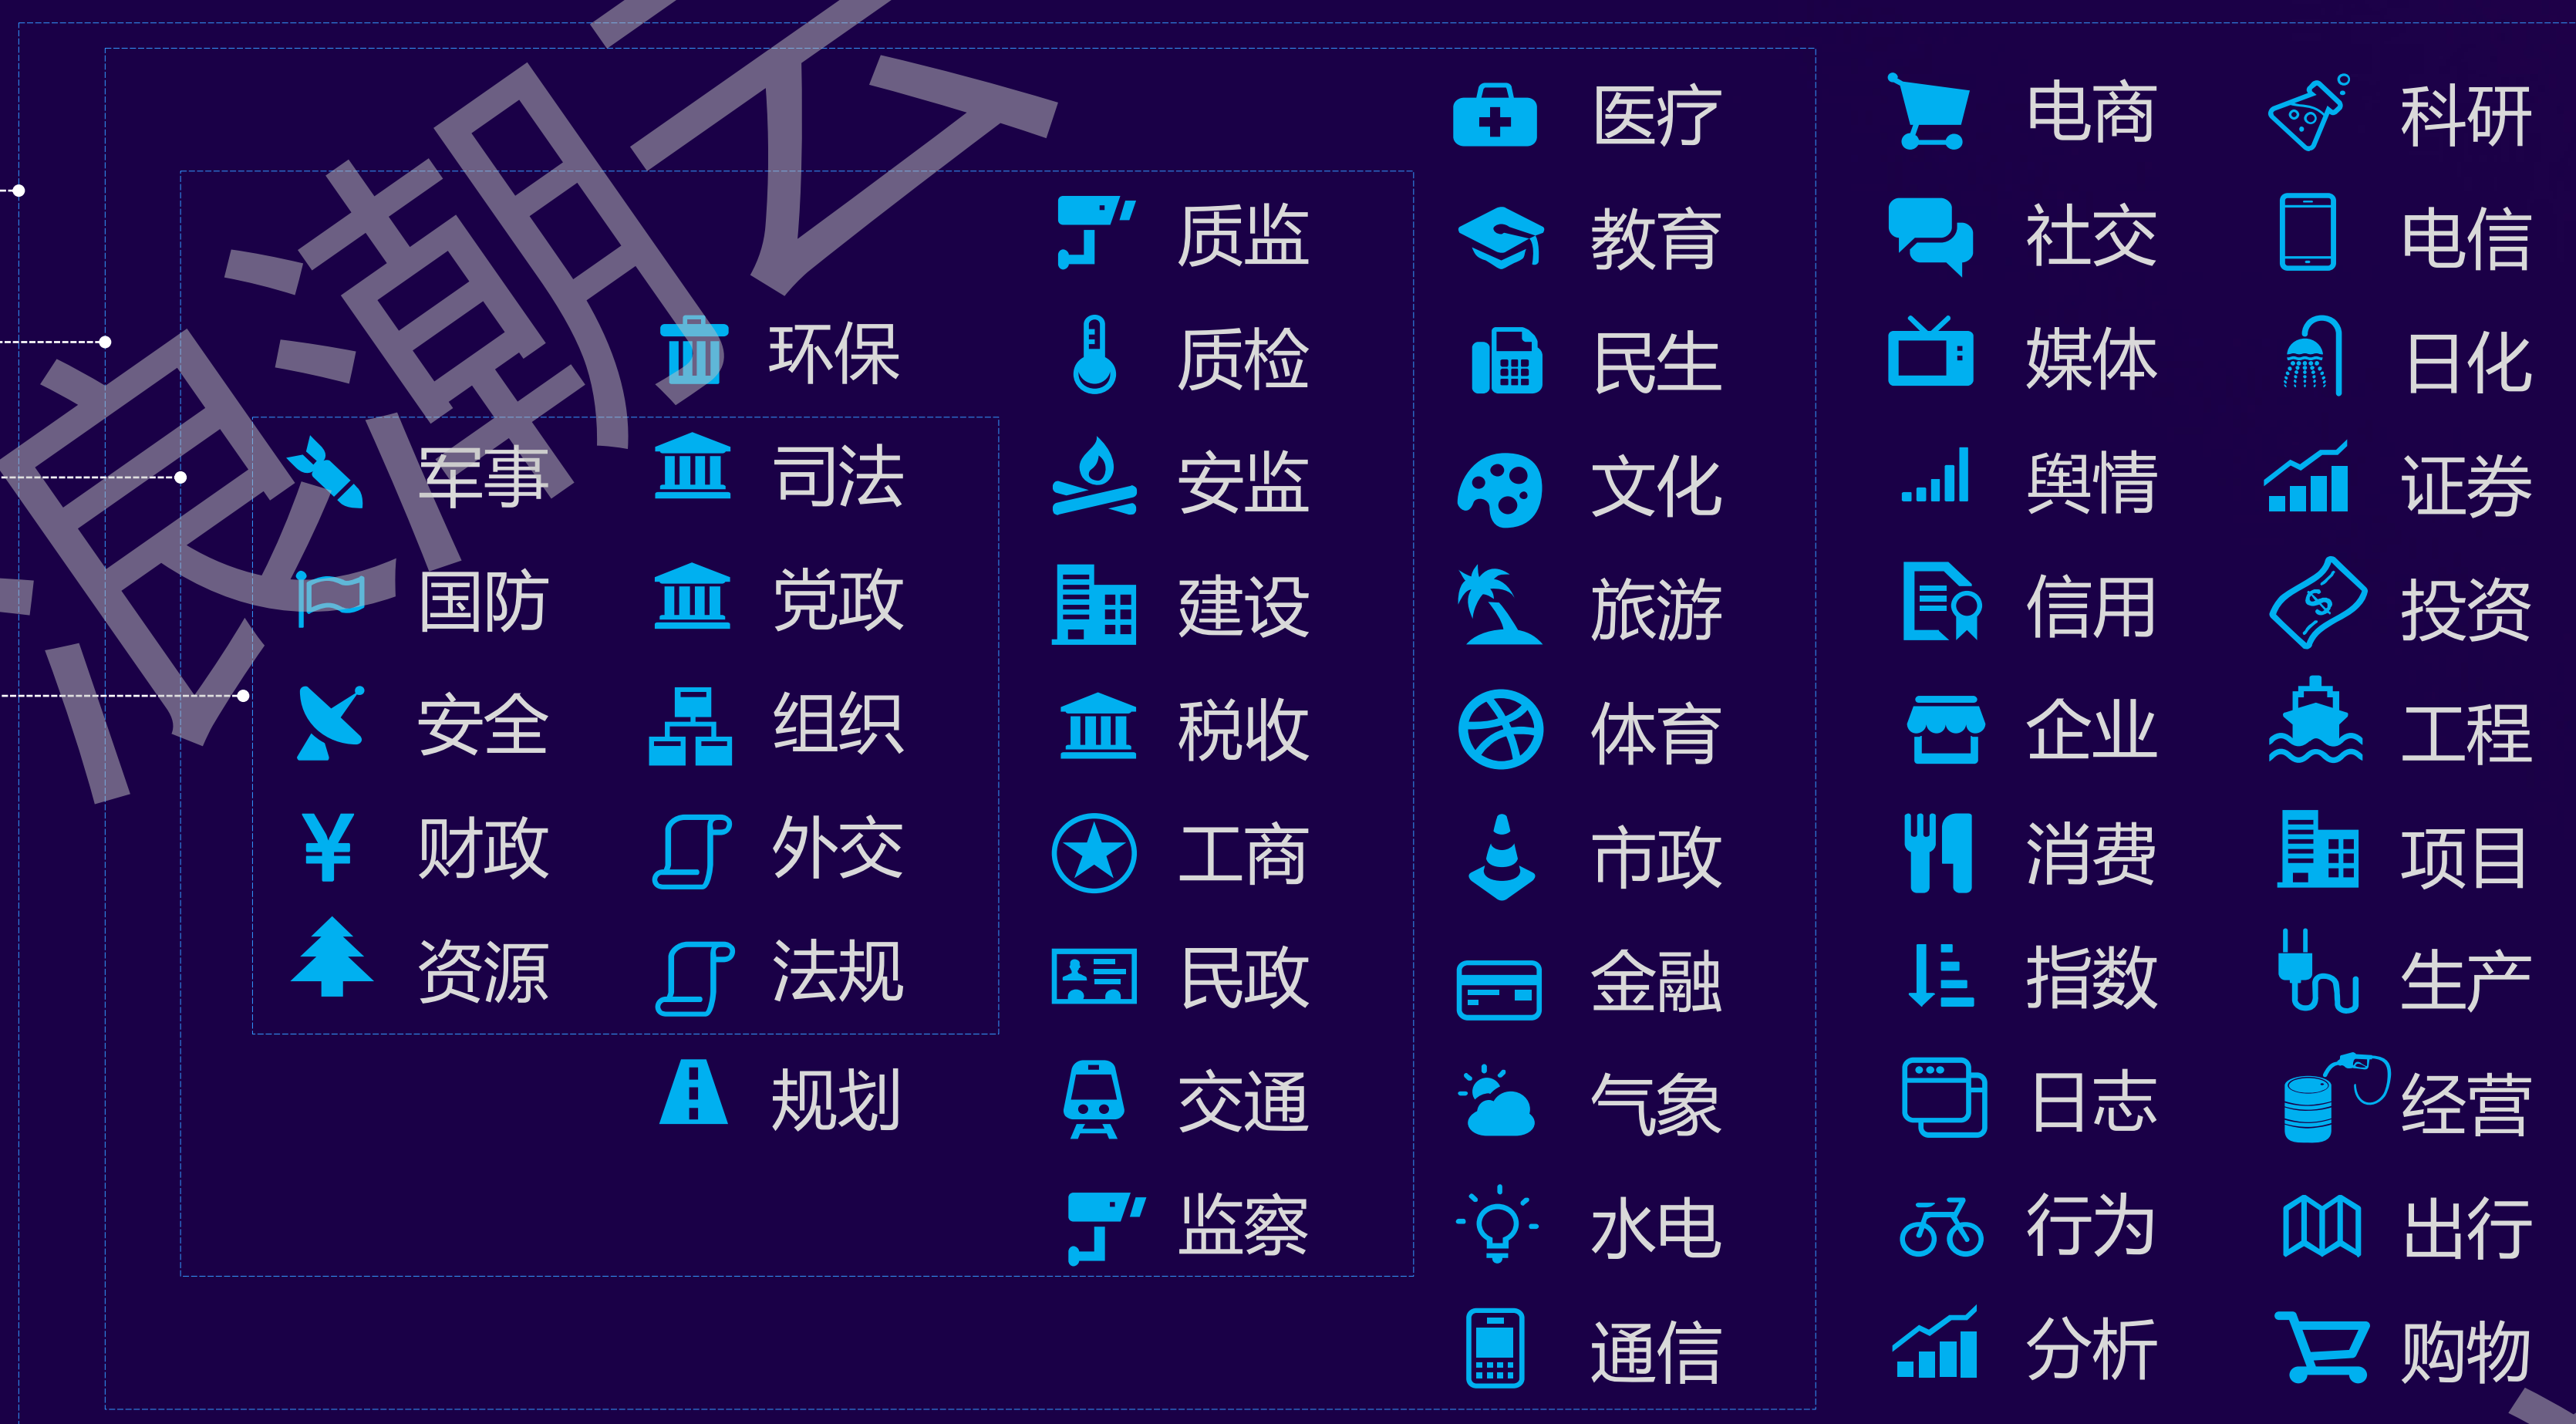 医疗 电商 科研
质监 教育 社交 电信
环保 质检 民生 媒体 日化
军事 司法 安监 文化 舆情 证券
国防 党政 建设 旅游 信用 投资
安全 组织 税收 体育 企业 工程
财政 外交 工商 市政 消费 项目
资源 法规 民政 金融 指数 生产
规划 交通 气象 日志 经营
监察 水电 行为 出行
通信 分析 购物
浪潮云